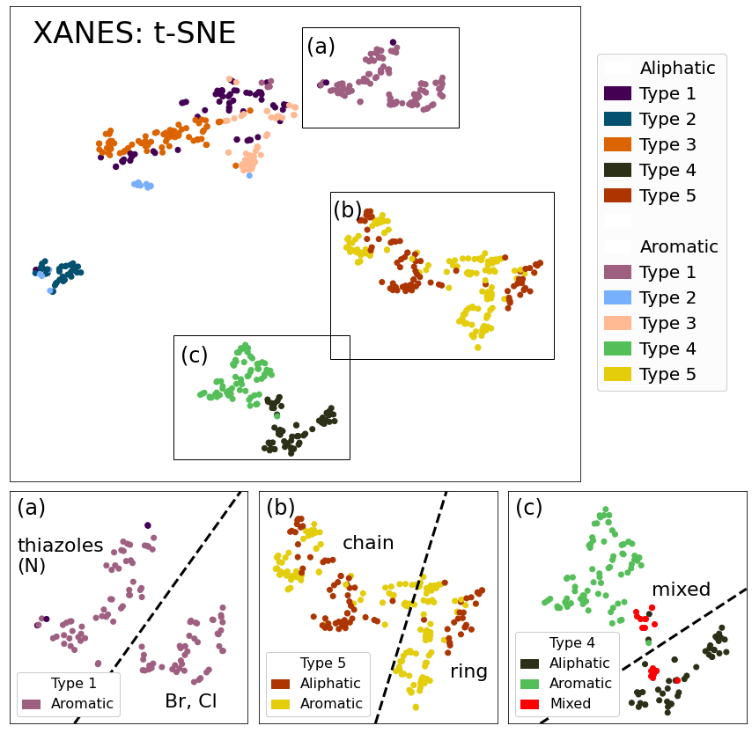 XANES: t-SNE
(a)
(b)
(c)
Aliphatic
Type 1
Type 2
Type 3
Type 4
Type 5
Aromatic
Type 1
Type 2
Type 3
Type 4
Type 5
(a)
thiazoles
(N)
Br, Cl
Type 1
Aromatic
(b)
chain
ring
Type 5
Aliphatic
Aromatic
(c)
mixed
Type 4
Aliphatic
Aromatic
Mixed